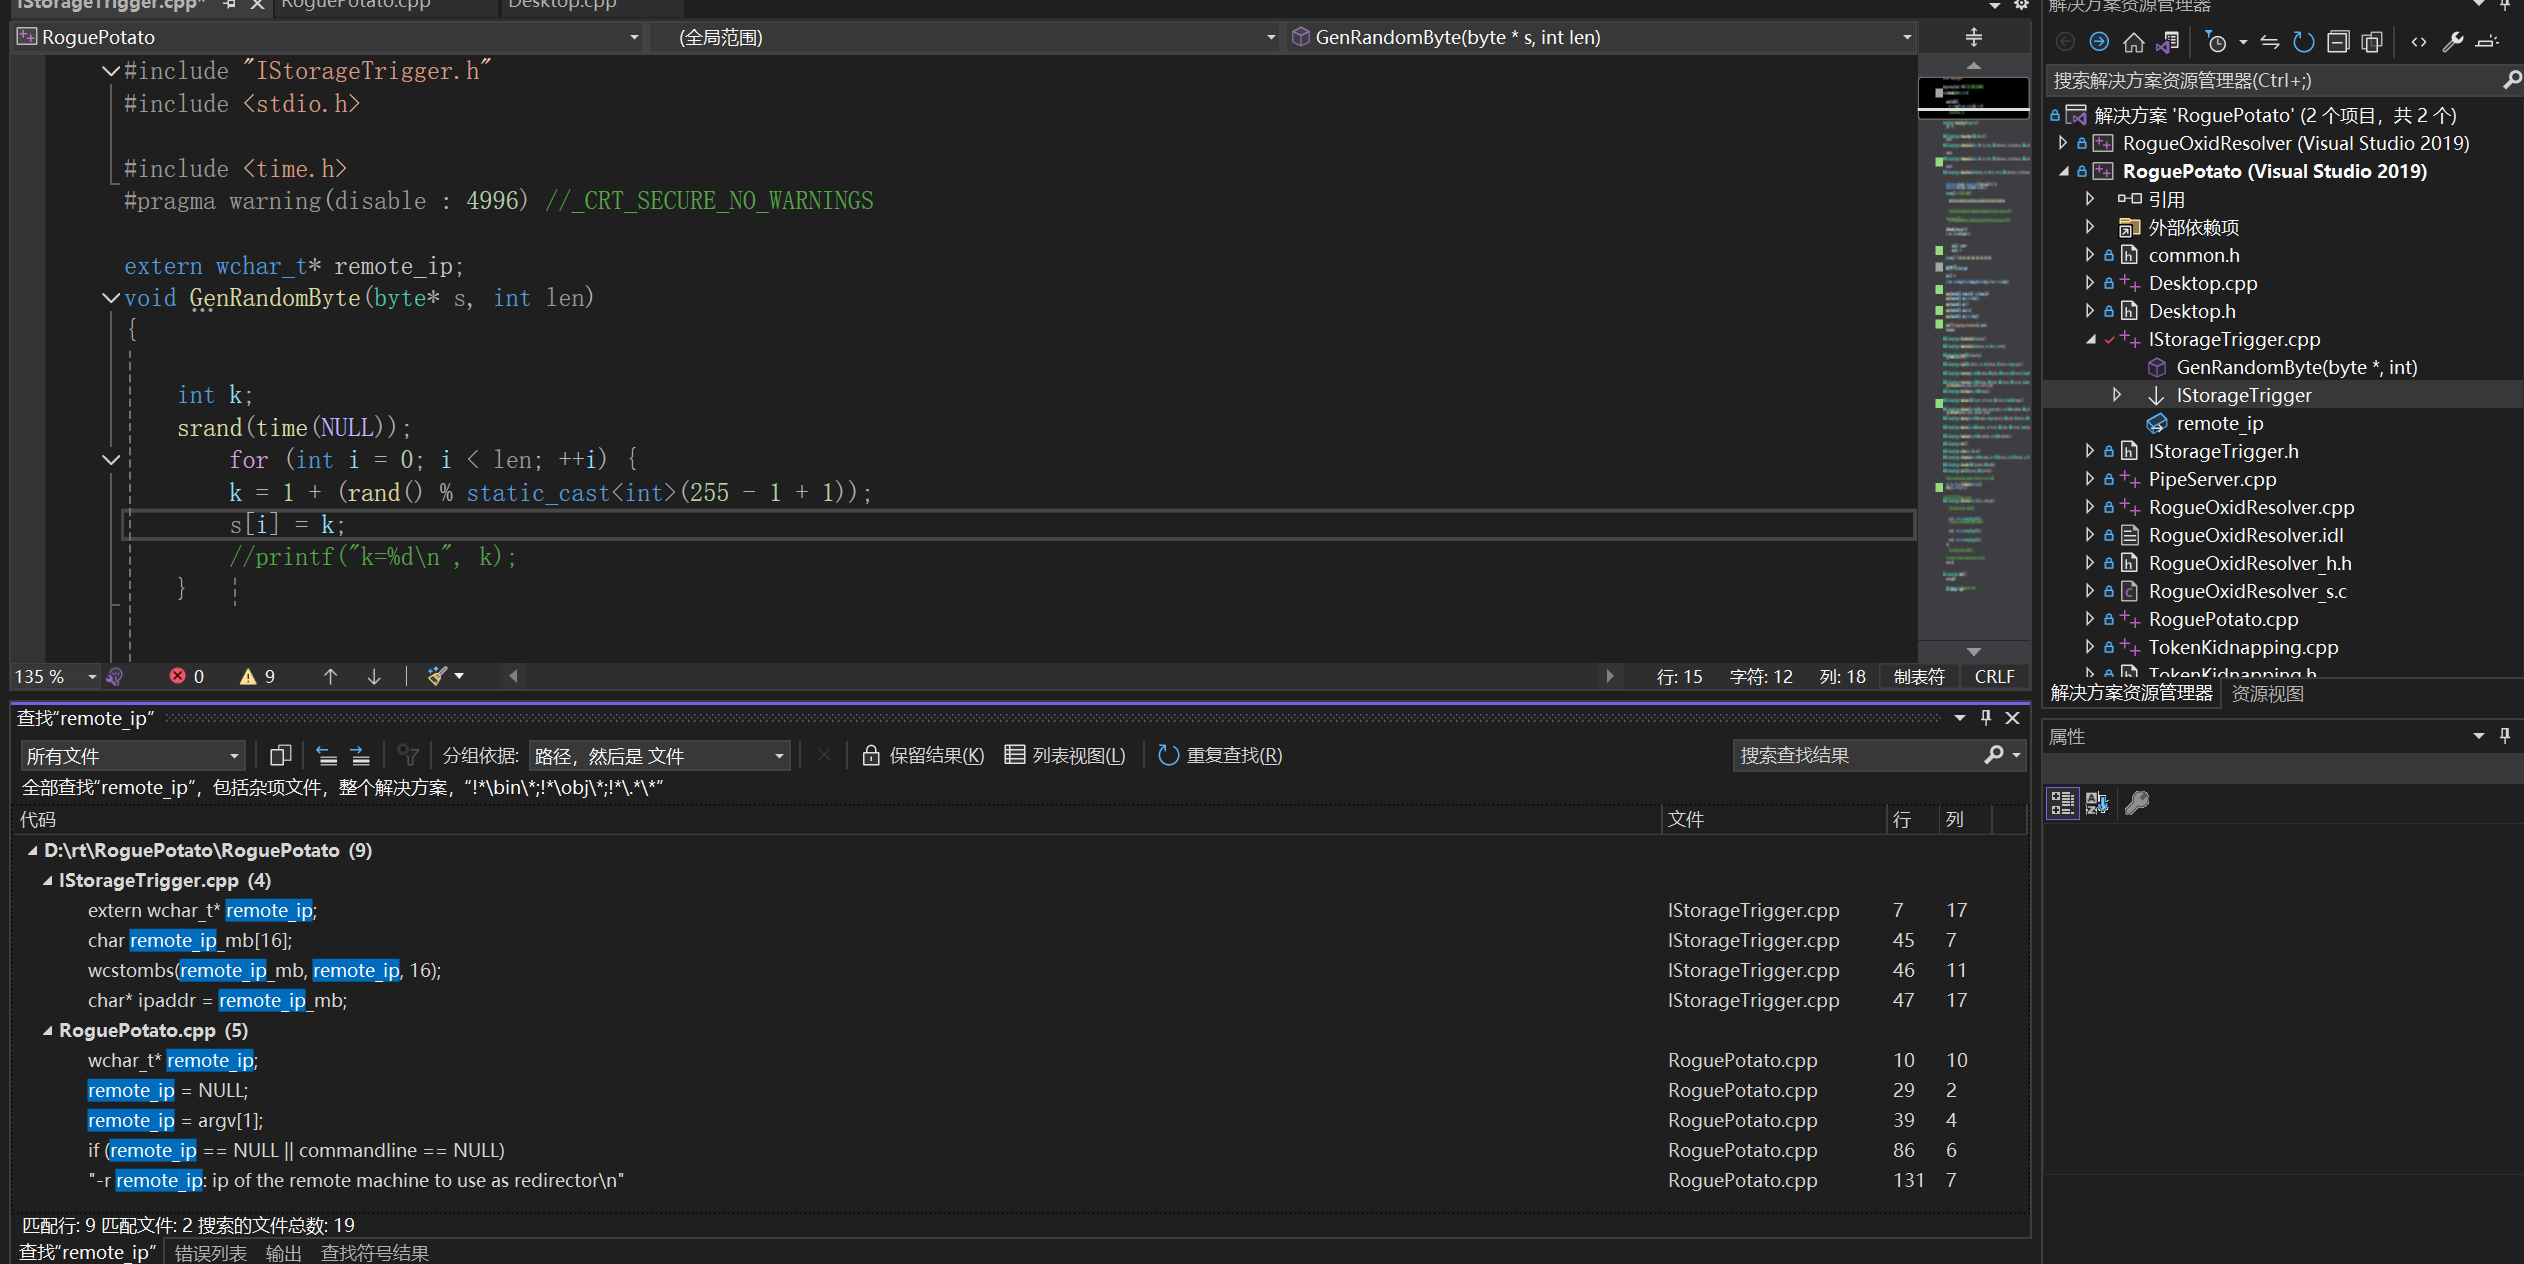 IStorageTrigger.cpp* RoguePotato.cpp Desktop.cpp
RoguePotato (全局范围) GenRandomByte(byte * s, int len)
#include "IStorageTrigger.h"
#include <stdio.h>
#include <time.h>
#pragma warning(disable : 4996) //_CRT_SECURE_NO_WARNINGS
extern wchar_t* remote_ip;
void GenRandomByte(byte* s, int len)
{
int k;
srand(time(NULL));
for (int i = 0; i < len; ++i) {
k = 1 + (rand() % static_cast<int>(255 - 1 + 1));
s[i] = k;
//printf("k=%d\n", k);
}
135 % 0 9 行: 15 字符: 12 列: 18 制表符 CRLF
查找"remote_ip"
所有文件 分组依据: 路径，然后是 文件 保留结果(K) 列表视图(L) 重复查找(R) 搜索查找结果
全部查找"remote_ip"，包括杂项文件，整个解决方案，"!*\bin\*;!*\obj\*;!*\.*\*"
代码 文件 行 列
D:\rt\RoguePotato\RoguePotato (9)
IStorageTrigger.cpp (4)
extern wchar_t* remote_ip; IStorageTrigger.cpp 7 17
char remote_ip_mb[16]; IStorageTrigger.cpp 45 7
wcstombs(remote_ip_mb, remote_ip, 16); IStorageTrigger.cpp 46 11
char* ipaddr = remote_ip_mb; IStorageTrigger.cpp 47 17
RoguePotato.cpp (5)
wchar_t* remote_ip; RoguePotato.cpp 10 10
remote_ip = NULL; RoguePotato.cpp 29 2
remote_ip = argv[1]; RoguePotato.cpp 39 4
if (remote_ip == NULL || commandline == NULL) RoguePotato.cpp 86 6
"-r remote_ip: ip of the remote machine to use as redirector\n" RoguePotato.cpp 131 7
匹配行: 9 匹配文件: 2 搜索的文件总数: 19
查找"remote_ip" 错误列表 输出 查找符号结果
解决方案资源管理器
搜索解决方案资源管理器(Ctrl+;)
解决方案 'RoguePotato' (2 个项目，共 2 个)
RogueOxidResolver (Visual Studio 2019)
RoguePotato (Visual Studio 2019)
引用
外部依赖项
common.h
Desktop.cpp
Desktop.h
IStorageTrigger.cpp
GenRandomByte(byte *, int)
IStorageTrigger
remote_ip
IStorageTrigger.h
PipeServer.cpp
RogueOxidResolver.cpp
RogueOxidResolver.idl
RogueOxidResolver_h.h
RogueOxidResolver_s.c
RoguePotato.cpp
TokenKidnapping.cpp
TokenKidnapping.h
解决方案资源管理器 资源视图
属性